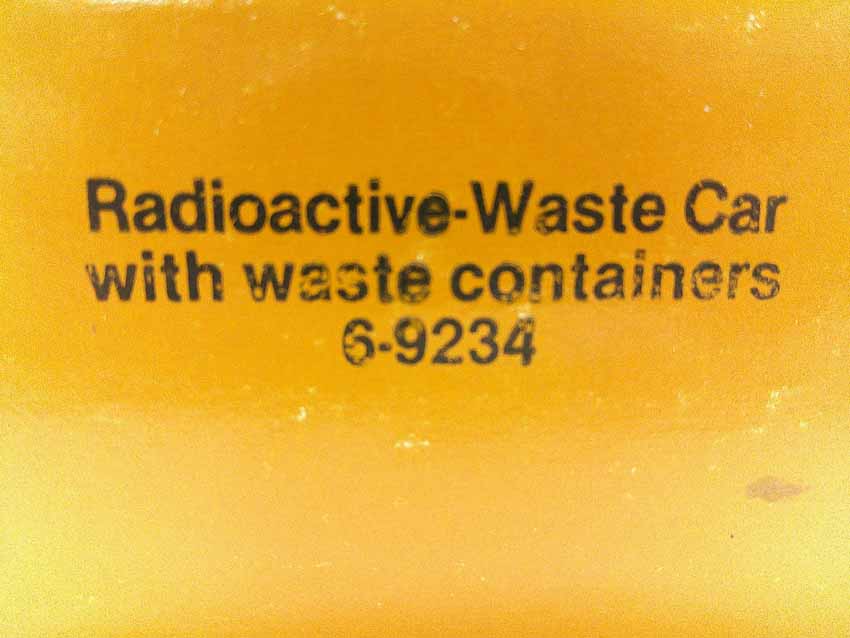 Radioactive-Waste Car
with waste containers
6-9234